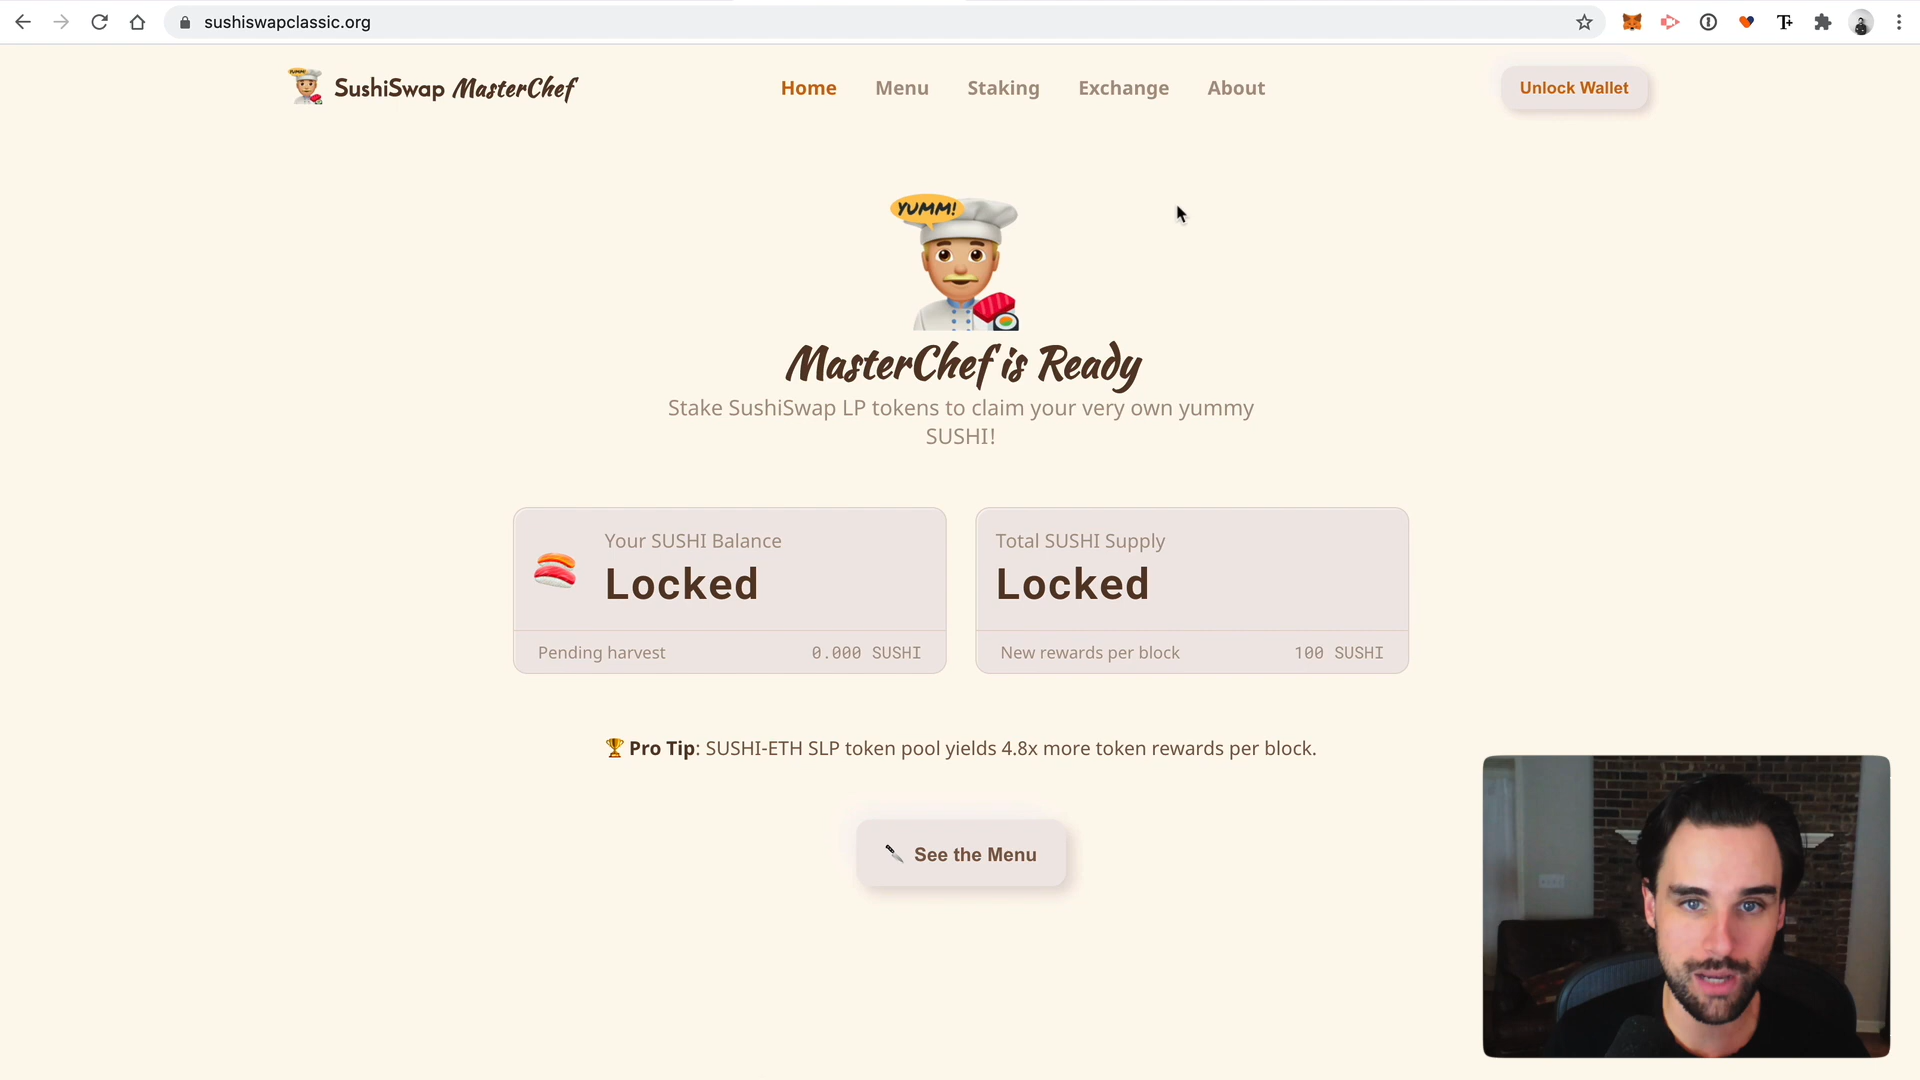 sushiswapclassic.org
YUMM!
SushiSwap MasterChef
Home
Menu
Staking
Exchange
About
Unlock Wallet
YUMM!
MasterChef is Ready
Stake SushiSwap LP tokens to claim your very own yummy
SUSHI!
Your SUSHI Balance
Locked
Pending harvest
0.000 SUSHI
Total SUSHI Supply
Locked
New rewards per block
100 SUSHI
Pro Tip: SUSHI-ETH SLP token pool yields 4.8x more token rewards per block.
See the Menu